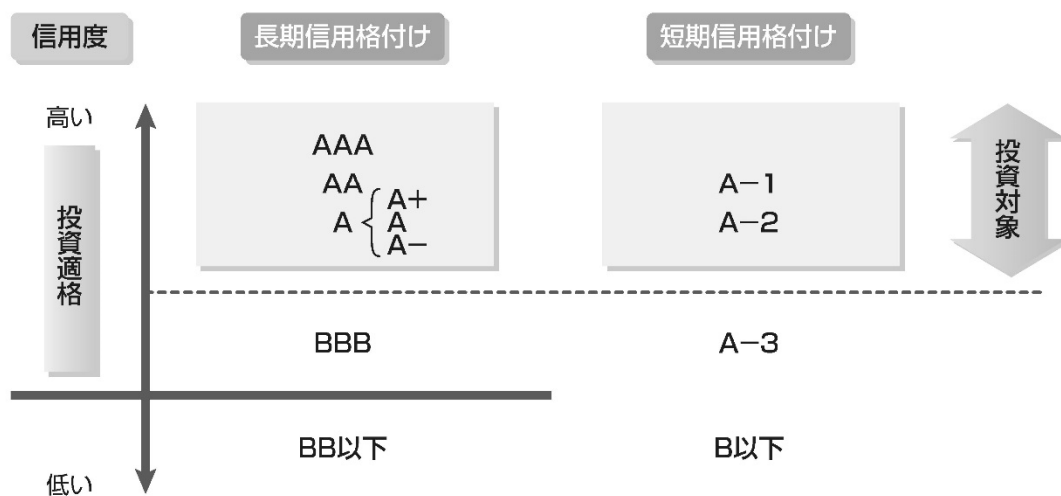 信用度
長期信用格付け
短期信用格付け
高い
投資適格
低い
AAA
AA
A
A+
A
A−
A−1
A−2
投資対象
BBB
A−3
BB以下
B以下